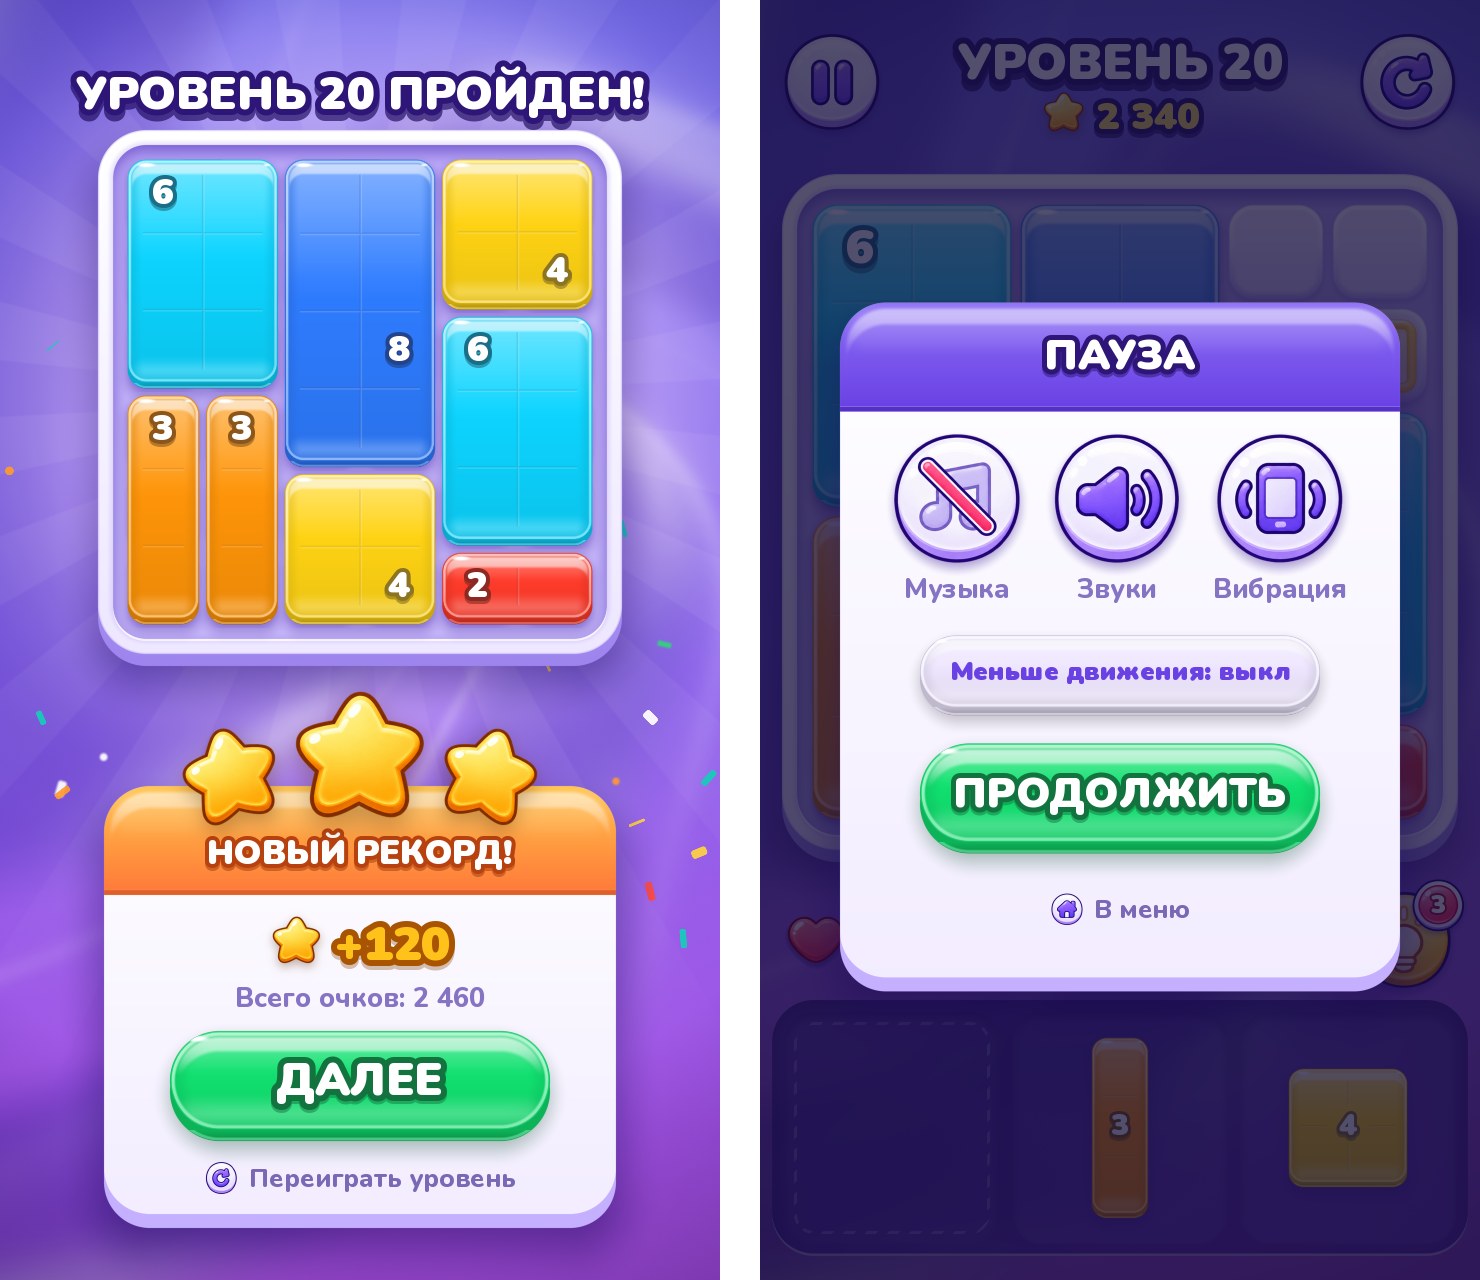 УРОВЕНЬ 20 ПРОЙДЕН!
6
4
8
6
3
3
4
2
НОВЫЙ РЕКОРД!
+120
Всего очков: 2 460
ДАЛЕЕ
Переиграть уровень
УРОВЕНЬ 20
2 340
6
ПАУЗА
Музыка
Звуки
Вибрация
Меньше движения: выкл
ПРОДОЛЖИТЬ
В меню
3
3
4